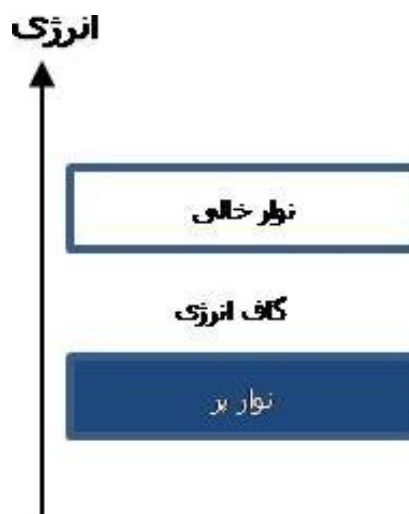 انرژی
نوار خالی
گاف انرژی
نوار پر